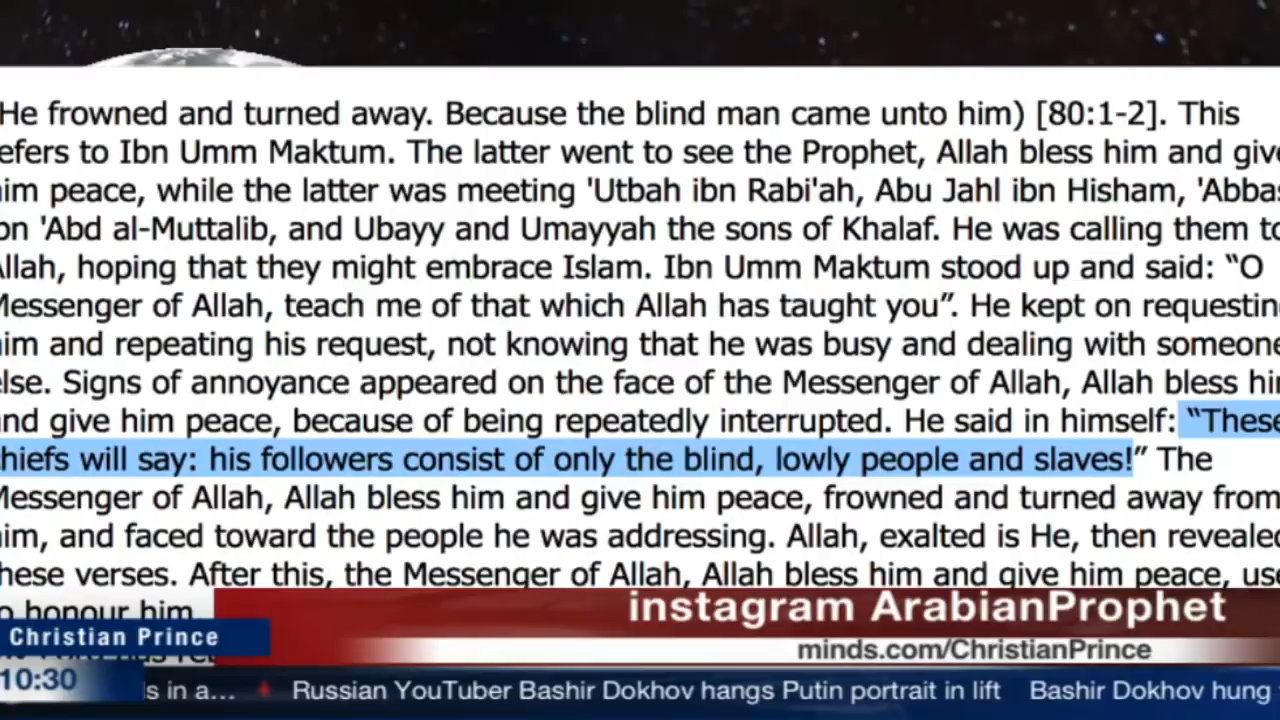 He frowned and turned away. Because the blind man came unto him) [80:1-2]. This
efers to Ibn Umm Maktum. The latter went to see the Prophet, Allah bless him and give
im peace, while the latter was meeting 'Utbah ibn Rabi'ah, Abu Jahl ibn Hisham, 'Abbas
bn 'Abd al-Muttalib, and Ubayy and Umayyah the sons of Khalaf. He was calling them to
Allah, hoping that they might embrace Islam. Ibn Umm Maktum stood up and said: “O
Messenger of Allah, teach me of that which Allah has taught you”. He kept on requestin
im and repeating his request, not knowing that he was busy and dealing with someone
else. Signs of annoyance appeared on the face of the Messenger of Allah, Allah bless hi
nd give him peace, because of being repeatedly interrupted. He said in himself: “These
hiefs will say: his followers consist of only the blind, lowly people and slaves!” The
Messenger of Allah, Allah bless him and give him peace, frowned and turned away from
im, and faced toward the people he was addressing. Allah, exalted is He, then revealed
hese verses. After this, the Messenger of Allah, Allah bless him and give him peace, use
o honour him
instagram ArabianProphet
Christian Prince
minds.com/ChristianPrince
10:30
s in a... Russian YouTuber Bashir Dokhov hangs Putin portrait in lift Bashir Dokhov hung